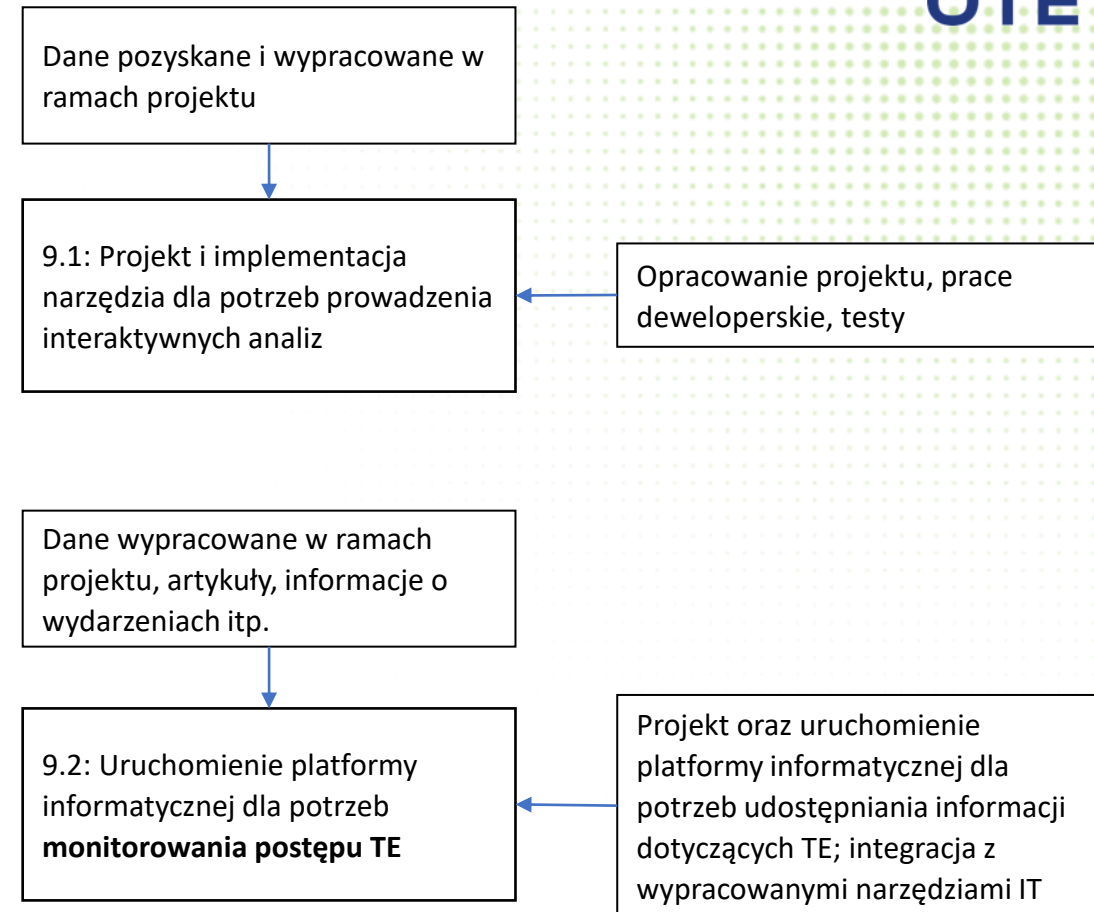 Dane pozyskane i wypracowane w
ramach projektu
9.1: Projekt i implementacja
narzędzia dla potrzeb prowadzenia
interaktywnych analiz
Opracowanie projektu, prace
deweloperskie, testy
Dane wypracowane w ramach
projektu, artykuły, informacje o
wydarzeniach itp.
9.2: Uruchomienie platformy
informatycznej dla potrzeb
monitorowania postępu TE
Projekt oraz uruchomienie
platformy informatycznej dla
potrzeb udostępniania informacji
dotyczących TE; integracja z
wypracowanymi narzędziami IT